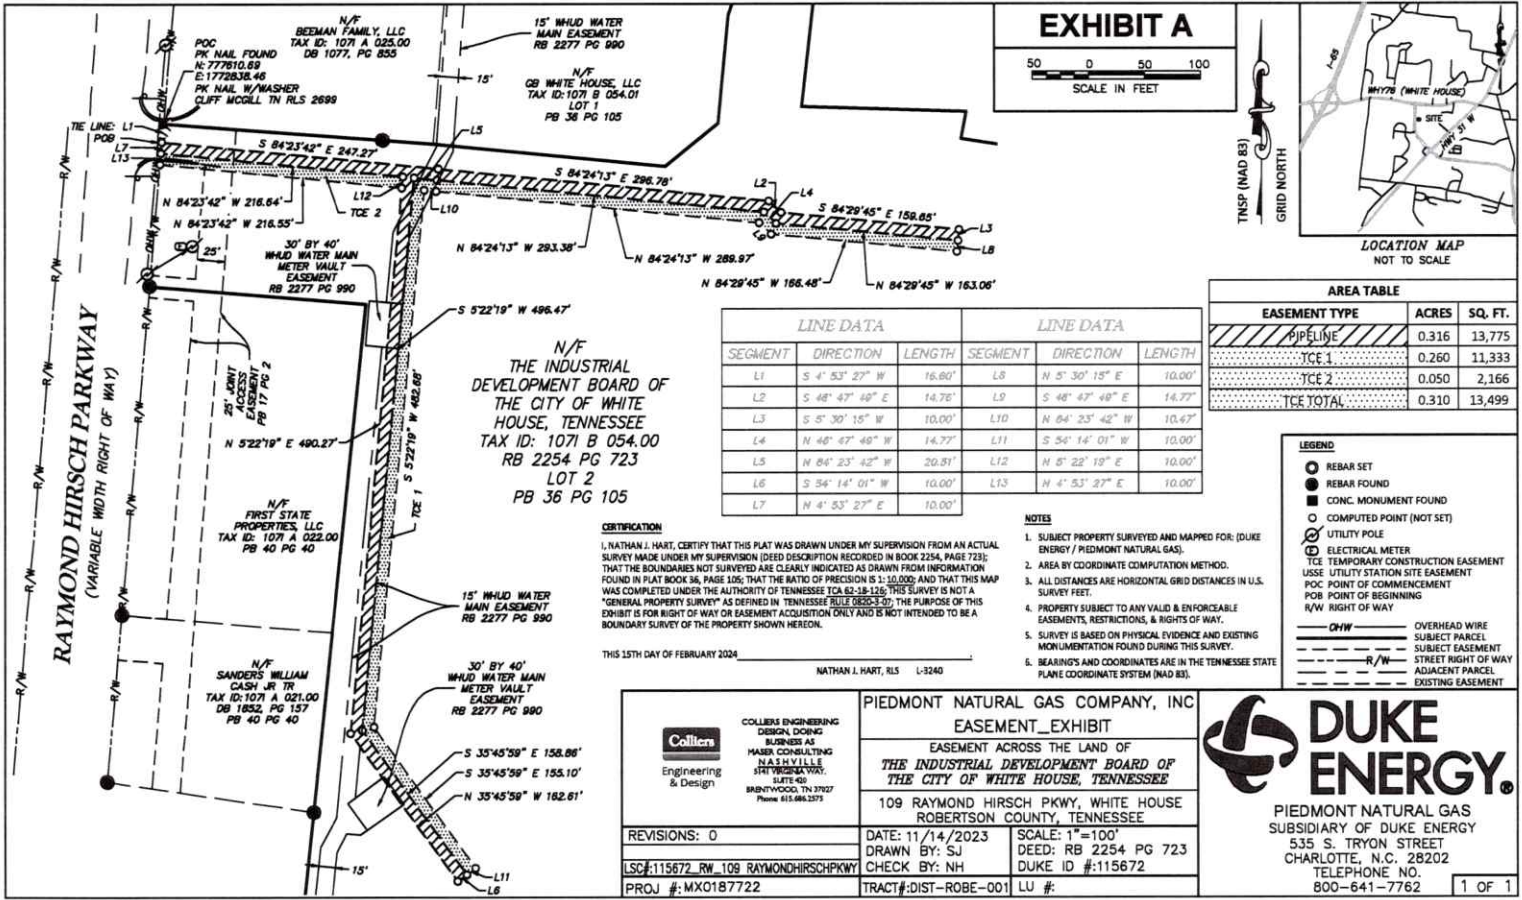 EXHIBIT A
50 0 50 100
SCALE IN FEET
TNSP (NAD 83)
GRID NORTH
I-65
WHY76 (WHITE HOUSE)
SITE
HWY 31 W
LOCATION MAP
NOT TO SCALE
N/F
BEEMAN FAMILY, LLC
TAX ID: 107I A 025.00
DB 1077, PG 855
15' WHUD WATER
MAIN EASEMENT
RB 2277 PG 990
15'
N/F
GB WHITE HOUSE, LLC
TAX ID: 107I B 054.01
LOT 1
PB 36 PG 105
POC
PK NAIL FOUND
N: 777610.69
E: 1772838.46
PK NAIL W/WASHER
CLIFF MCGILL TN RLS 2699
OHW
TIE LINE: L1
POB
L7
L13
S 84°23'42" E 247.27'
L5
S 84°24'13" E 296.78'
L2
L4
S 84°29'45" E 159.65'
L3
L8
L9
L12
L10
N 84°23'42" W 216.64'
TCE 2
N 84°23'42" W 216.55'
N 84°24'13" W 293.38'
N 84°24'13" W 289.97'
N 84°29'45" W 166.48'
N 84°29'45" W 163.06'
OHW
E
25'
30' BY 40'
WHUD WATER MAIN
METER VAULT
EASEMENT
RB 2277 PG 990
S 5°22'19" W 496.47'
R/W
R/W
R/W
R/W
R/W
R/W
R/W
R/W
RAYMOND HIRSCH PARKWAY
(VARIABLE WIDTH RIGHT OF WAY)
25' JOINT
ACCESS
EASEMENT
PB 17 PG 2
N 5°22'19" E 490.27'
S 5°22'19" W 482.68'
TCE 1
N/F
THE INDUSTRIAL
DEVELOPMENT BOARD OF
THE CITY OF WHITE
HOUSE, TENNESSEE
TAX ID: 107I B 054.00
RB 2254 PG 723
LOT 2
PB 36 PG 105
N/F
FIRST STATE
PROPERTIES, LLC
TAX ID: 107I A 022.00
PB 40 PG 40
15' WHUD WATER
MAIN EASEMENT
RB 2277 PG 990
N/F
SANDERS WILLIAM
CASH JR TR
TAX ID: 107I A 021.00
DB 1852, PG 157
PB 40 PG 40
30' BY 40'
WHUD WATER MAIN
METER VAULT
EASEMENT
RB 2277 PG 990
S 35°45'59" E 158.86'
S 35°45'59" E 155.10'
N 35°45'59" W 162.61'
15'
L11
L6
LINE DATA LINE DATA
SEGMENT DIRECTION LENGTH SEGMENT DIRECTION LENGTH
L1 S 4° 53' 27" W 16.60' L8 N 5° 30' 15" E 10.00'
L2 S 46° 47' 49" E 14.76' L9 S 46° 47' 49" E 14.77'
L3 S 5° 30' 15" W 10.00' L10 N 84° 23' 42" W 10.47'
L4 N 46° 47' 49" W 14.77' L11 S 54° 14' 01" W 10.00'
L5 N 84° 23' 42" W 20.51' L12 N 5° 22' 19" E 10.00'
L6 S 54° 14' 01" W 10.00' L13 N 4° 53' 27" E 10.00'
L7 N 4° 53' 27" E 10.00'
AREA TABLE
EASEMENT TYPE ACRES SQ. FT.
PIPELINE 0.316 13,775
TCE 1 0.260 11,333
TCE 2 0.050 2,166
TCE TOTAL 0.310 13,499
CERTIFICATION
I, NATHAN J. HART, CERTIFY THAT THIS PLAT WAS DRAWN UNDER MY SUPERVISION FROM AN ACTUAL
SURVEY MADE UNDER MY SUPERVISION (DEED DESCRIPTION RECORDED IN BOOK 2254, PAGE 723);
THAT THE BOUNDARIES NOT SURVEYED ARE CLEARLY INDICATED AS DRAWN FROM INFORMATION
FOUND IN PLAT BOOK 36, PAGE 105; THAT THE RATIO OF PRECISION IS 1: 10,000; AND THAT THIS MAP
WAS COMPLETED UNDER THE AUTHORITY OF TENNESSEE TCA 62-18-126; THIS SURVEY IS NOT A
"GENERAL PROPERTY SURVEY" AS DEFINED IN TENNESSEE RULE 0820-3-07; THE PURPOSE OF THIS
EXHIBIT IS FOR RIGHT OF WAY OR EASEMENT ACQUISITION ONLY AND IS NOT INTENDED TO BE A
BOUNDARY SURVEY OF THE PROPERTY SHOWN HEREON.
THIS 15TH DAY OF FEBRUARY 2024
NATHAN J. HART, RLS L-3240
NOTES
1. SUBJECT PROPERTY SURVEYED AND MAPPED FOR: (DUKE
ENERGY / PIEDMONT NATURAL GAS).
2. AREA BY COORDINATE COMPUTATION METHOD.
3. ALL DISTANCES ARE HORIZONTAL GRID DISTANCES IN U.S.
SURVEY FEET.
4. PROPERTY SUBJECT TO ANY VALID & ENFORCEABLE
EASEMENTS, RESTRICTIONS, & RIGHTS OF WAY.
5. SURVEY IS BASED ON PHYSICAL EVIDENCE AND EXISTING
MONUMENTATION FOUND DURING THIS SURVEY.
6. BEARING'S AND COORDINATES ARE IN THE TENNESSEE STATE
PLANE COORDINATE SYSTEM (NAD 83).
LEGEND
REBAR SET
REBAR FOUND
CONC. MONUMENT FOUND
COMPUTED POINT (NOT SET)
UTILITY POLE
E ELECTRICAL METER
TCE TEMPORARY CONSTRUCTION EASEMENT
USSE UTILITY STATION SITE EASEMENT
POC POINT OF COMMENCEMENT
POB POINT OF BEGINNING
R/W RIGHT OF WAY
OHW OVERHEAD WIRE
SUBJECT PARCEL
SUBJECT EASEMENT
R/W STREET RIGHT OF WAY
ADJACENT PARCEL
EXISTING EASEMENT
Colliers
Engineering
& Design
COLLIERS ENGINEERING
DESIGN, DOING
BUSINESS AS
MASER CONSULTING
NASHVILLE
5141 VIRGINIA WAY,
SUITE 420
BRENTWOOD, TN 37027
Phone: 615.686.2575
REVISIONS: 0
LSC#:115672_RW_109 RAYMONDHIRSCHPKWY
PROJ #: MX0187722
PIEDMONT NATURAL GAS COMPANY, INC
EASEMENT_EXHIBIT
EASEMENT ACROSS THE LAND OF
THE INDUSTRIAL DEVELOPMENT BOARD OF
THE CITY OF WHITE HOUSE, TENNESSEE
109 RAYMOND HIRSCH PKWY, WHITE HOUSE
ROBERTSON COUNTY, TENNESSEE
DATE: 11/14/2023 SCALE: 1"=100'
DRAWN BY: SJ DEED: RB 2254 PG 723
CHECK BY: NH DUKE ID #:115672
TRACT#:DIST-ROBE-001 LU #:
DUKE
ENERGY®
PIEDMONT NATURAL GAS
SUBSIDIARY OF DUKE ENERGY
535 S. TRYON STREET
CHARLOTTE, N.C. 28202
TELEPHONE NO.
800-641-7762
1 OF 1